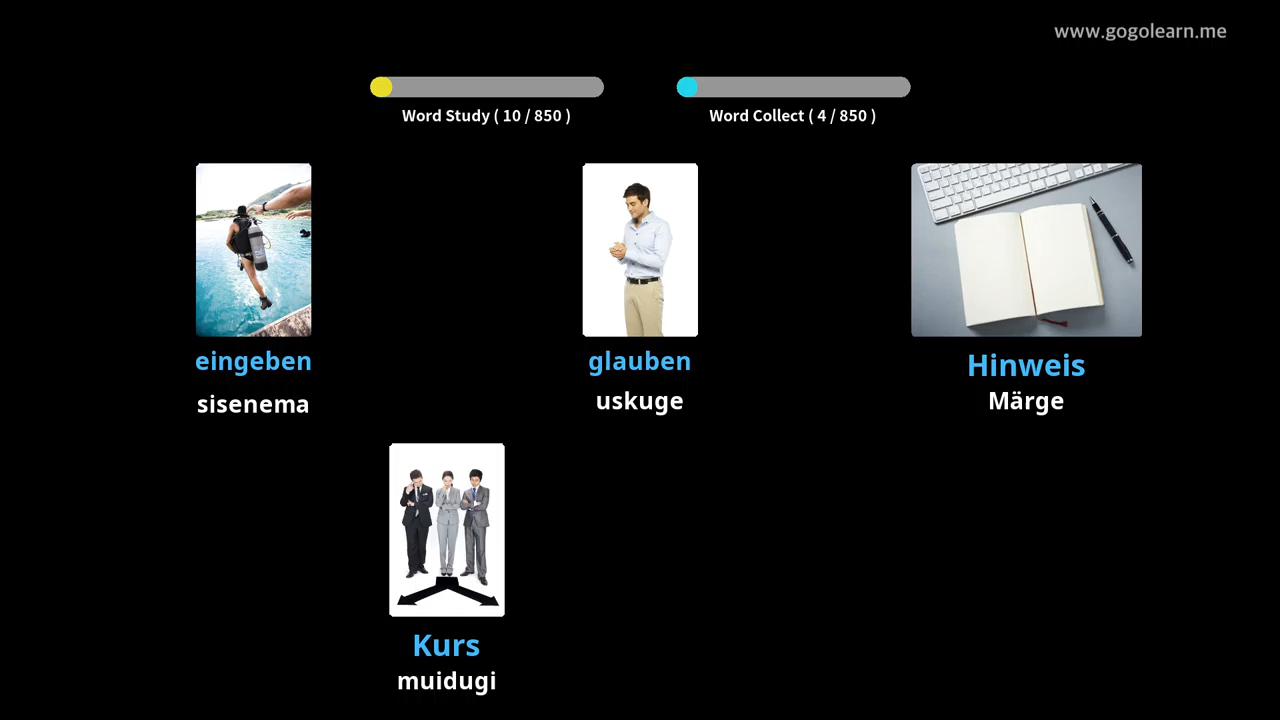 www.gogolearn.me
Word Study ( 10 / 850 )
Word Collect ( 4 / 850 )
eingeben
sisenema
glauben
uskuge
Hinweis
Märge
Kurs
muidugi